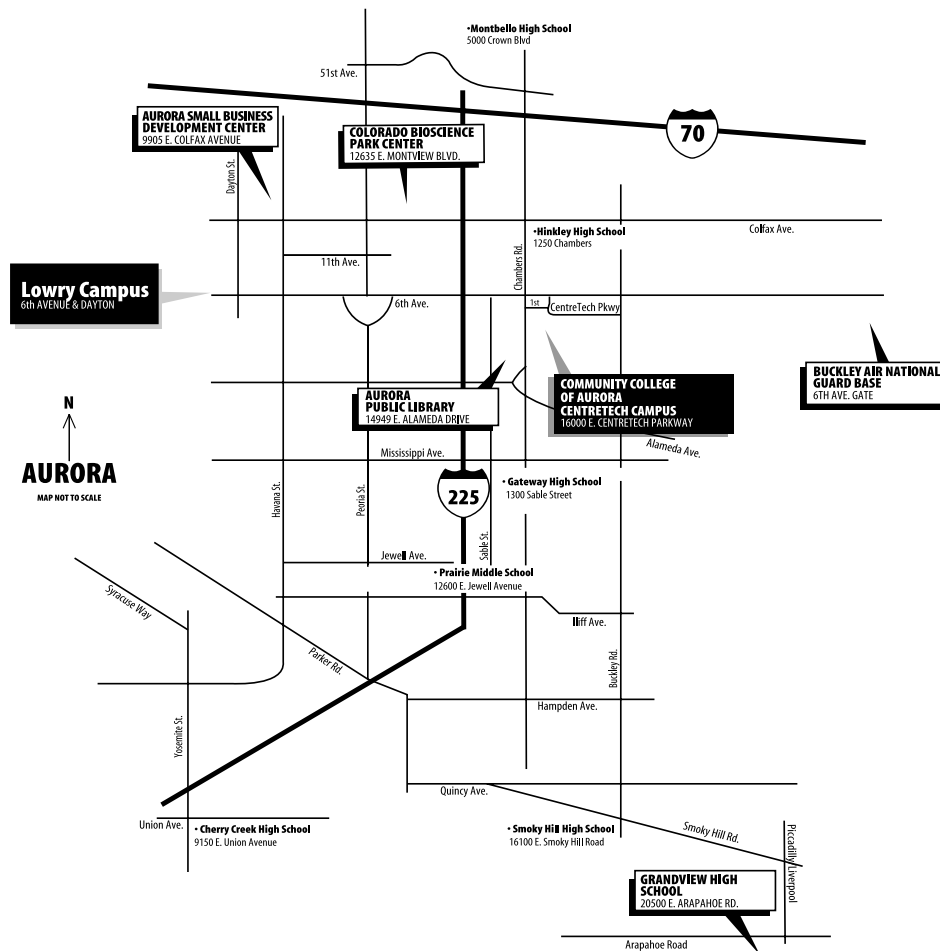 •Montbello High School
5000 Crown Blvd
51st Ave.
AURORA SMALL BUSINESS
DEVELOPMENT CENTER
9905 E. COLFAX AVENUE
COLORADO BIOSCIENCE
PARK CENTER
12635 E. MONTVIEW BLVD.
70
Dayton St.
•Hinkley High School
1250 Chambers
Colfax Ave.
11th Ave.
Chambers Rd.
Lowry Campus
6th AVENUE & DAYTON
6th Ave.
1st
CentreTech Pkwy
BUCKLEY AIR NATIONAL
GUARD BASE
6TH AVE. GATE
COMMUNITY COLLEGE
OF AURORA
CENTRETECH CAMPUS
16000 E. CENTRETECH PARKWAY
AURORA
PUBLIC LIBRARY
14949 E. ALAMEDA DRIVE
N
AURORA
MAP NOT TO SCALE
Alameda Ave.
Mississippi Ave.
Havana St.
Peoria St.
225
• Gateway High School
1300 Sable Street
Sable St.
Jewell Ave.
• Prairie Middle School
12600 E. Jewell Avenue
Syracuse Way
Iliff Ave.
Parker Rd.
Buckley Rd.
Hampden Ave.
Yosemite St.
Quincy Ave.
Union Ave.
• Cherry Creek High School
9150 E. Union Avenue
• Smoky Hill High School
16100 E. Smoky Hill Road
Smoky Hill Rd.
Piccadilly/Liverpool
GRANDVIEW HIGH
SCHOOL
20500 E. ARAPAHOE RD.
Arapahoe Road